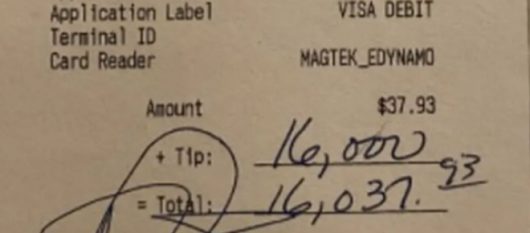 Application Label VISA DEBIT
Terminal ID
Card Reader MAGTEK_EDYNAMO
Amount $37.93
+ Tip: 16,000
= Total: 16,037.93